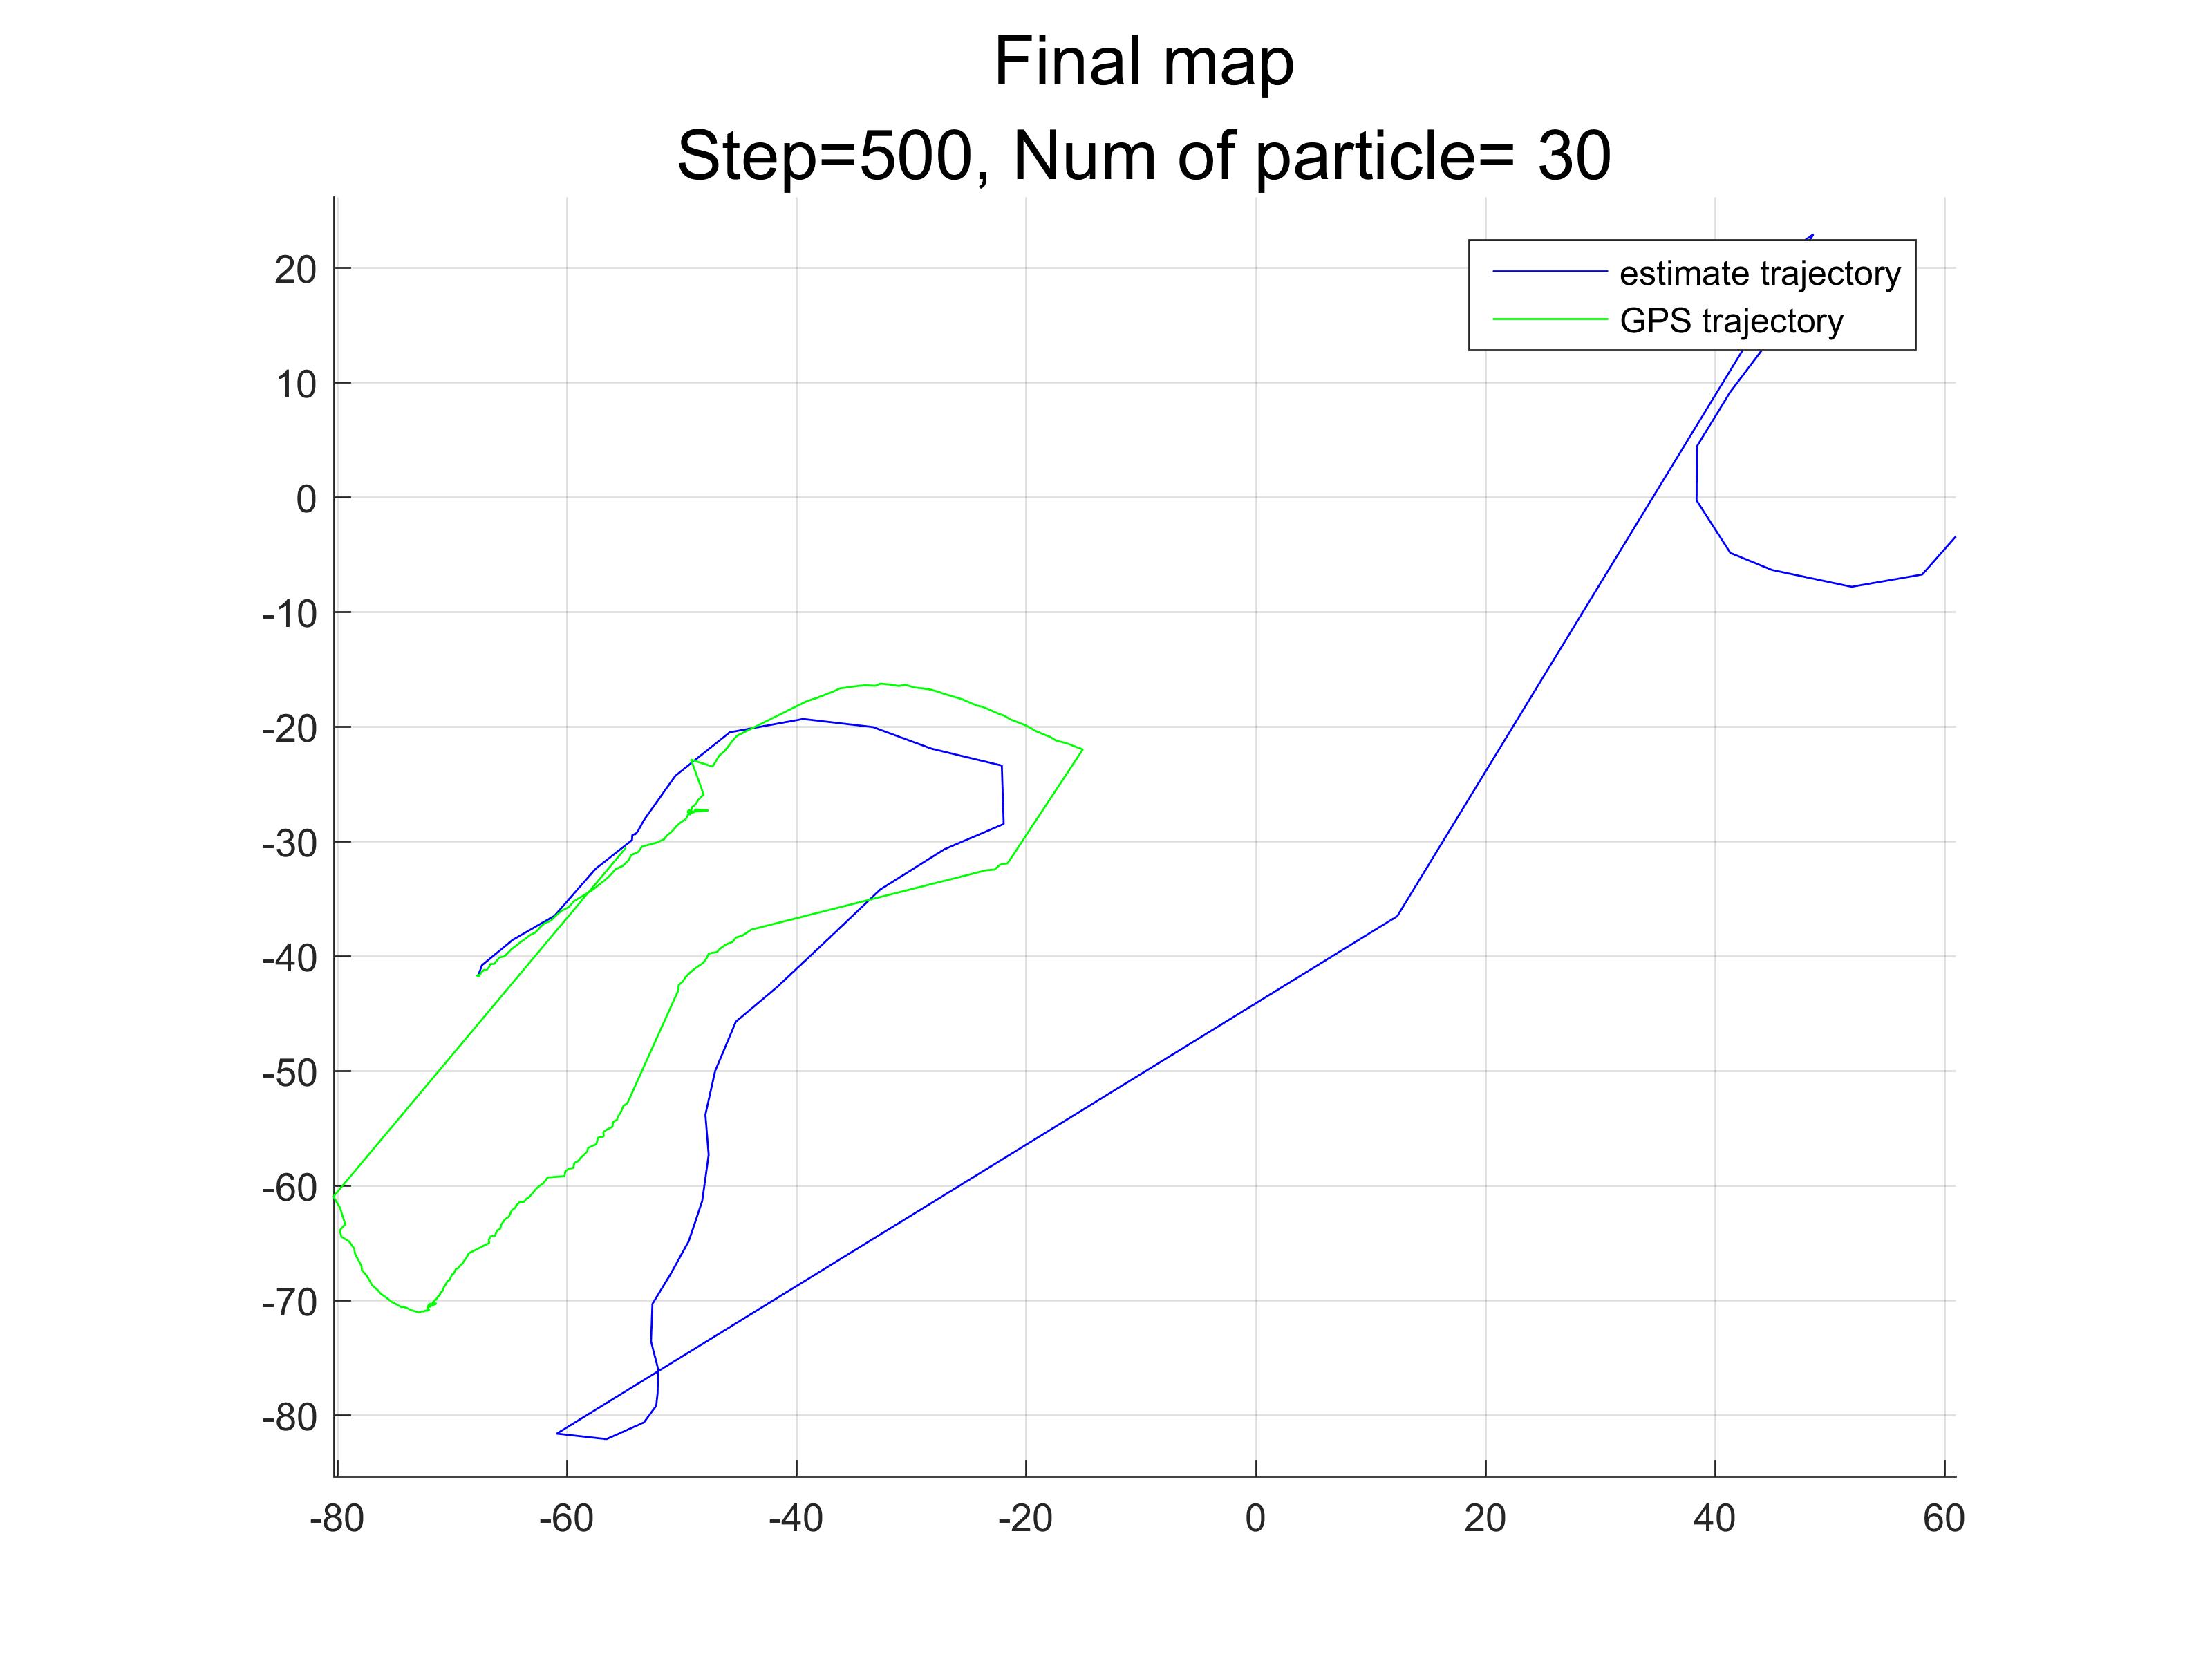 Final map
Step=500, Num of particle= 30
estimate trajectory
GPS trajectory
20
10
0
-10
-20
-30
-40
-50
-60
-70
-80
-80 -60 -40 -20 0 20 40 60